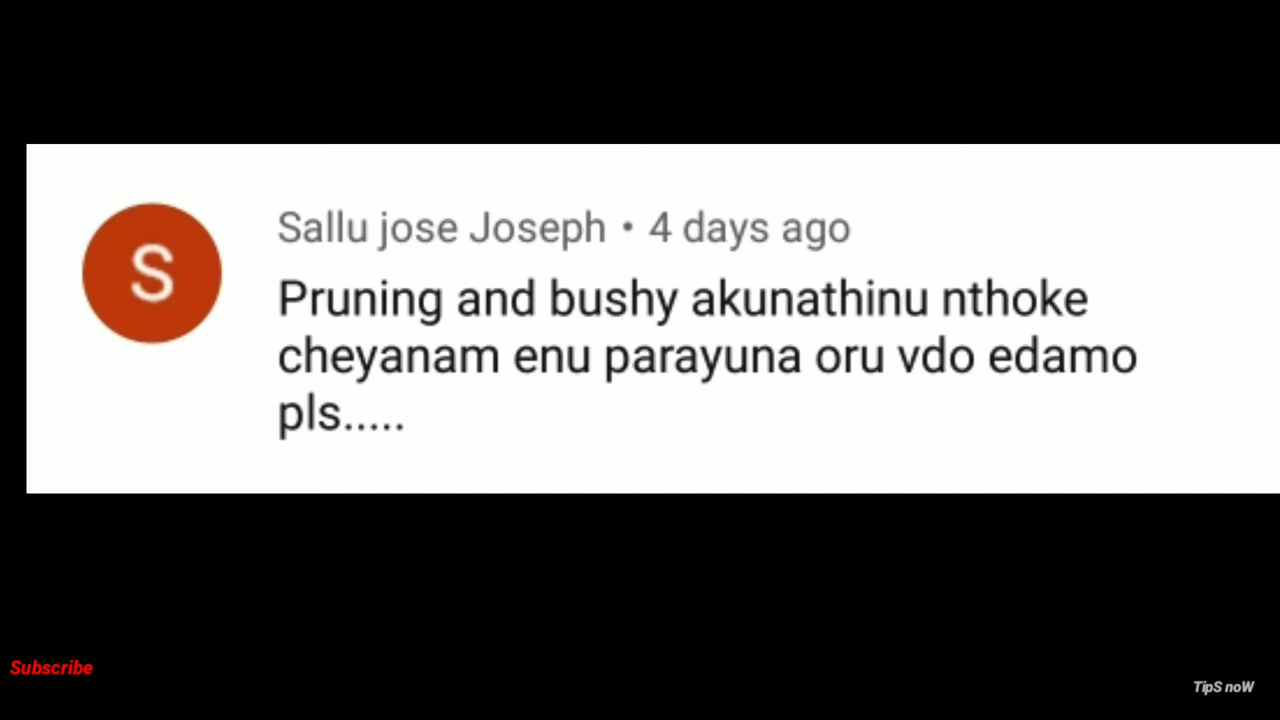 S
Sallu jose Joseph • 4 days ago
Pruning and bushy akunathinu nthoke
cheyanam enu parayuna oru vdo edamo
pls.....
Subscribe
TipS noW